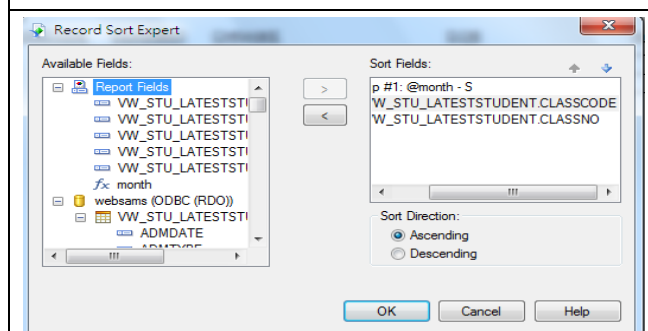 Record Sort Expert
Available Fields:
Sort Fields:
Report Fields
VW_STU_LATESTSTU
VW_STU_LATESTSTU
VW_STU_LATESTSTU
VW_STU_LATESTSTU
VW_STU_LATESTSTU
fx month
websams (ODBC (RDO))
VW_STU_LATESTSTU
ADMDATE
>
<
p #1: @month - S
W_STU_LATESTSTUDENT.CLASSCODE
W_STU_LATESTSTUDENT.CLASSNO
Sort Direction:
Ascending
Descending
OK Cancel Help